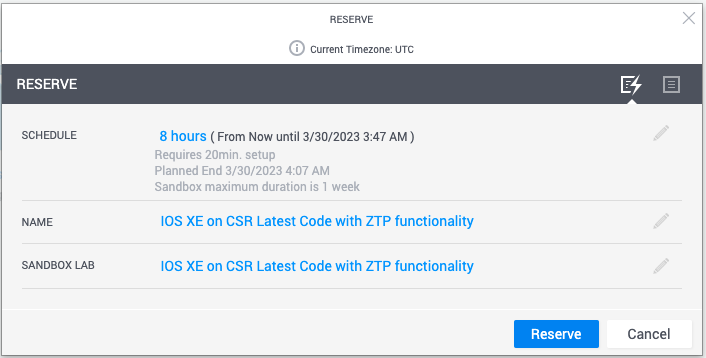 RESERVE
Current Timezone: UTC
RESERVE
SCHEDULE 8 hours ( From Now until 3/30/2023 3:47 AM )
Requires 20min. setup
Planned End 3/30/2023 4:07 AM
Sandbox maximum duration is 1 week
NAME IOS XE on CSR Latest Code with ZTP functionality
SANDBOX LAB IOS XE on CSR Latest Code with ZTP functionality
Reserve Cancel